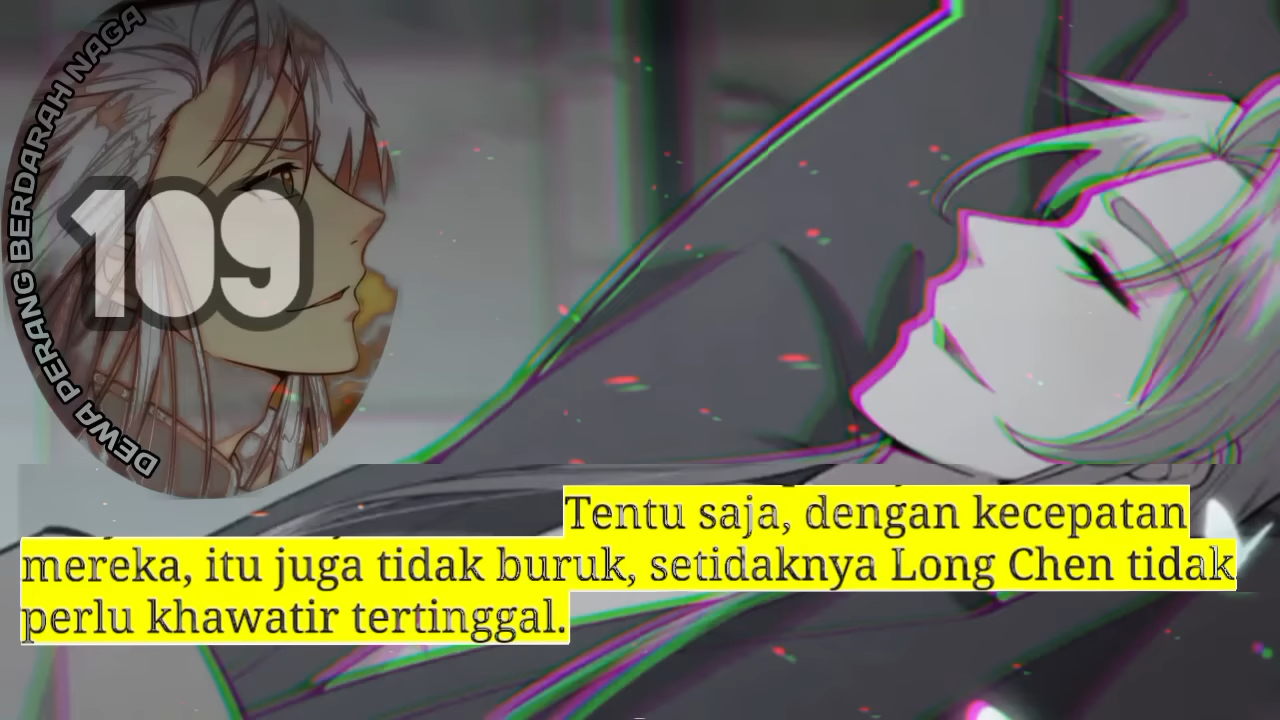 DEWA PERANG BERDARAH NAGA
109
Tentu saja, dengan kecepatan
mereka, itu juga tidak buruk, setidaknya Long Chen tidak
perlu khawatir tertinggal.